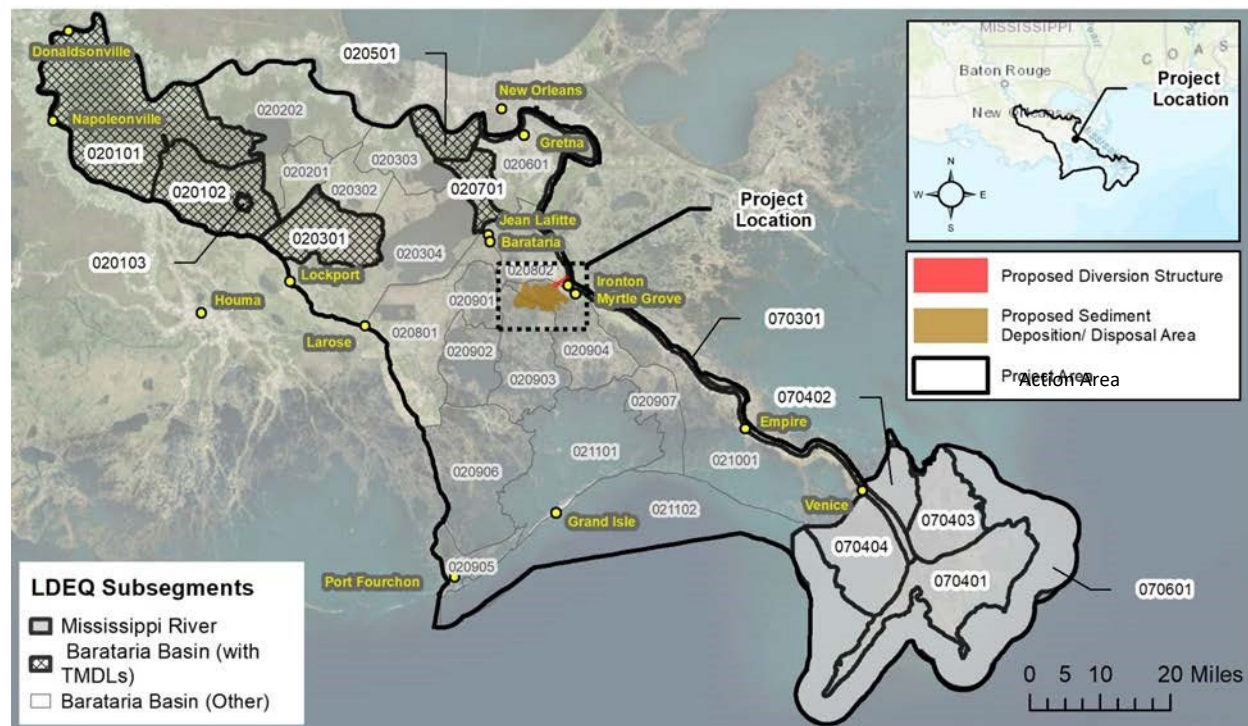 Donaldsonville
020501
New Orleans
Napoleonville
020202
Gretna
020101
020303
020601
020201
020102
020302
020701
Project
Location
Jean Lafitte
020301
Barataria
020103
020304
020802
Lockport
Ironton
Myrtle Grove
020901
Houma
070301
Larose
020801
020902
020904
020903
070402
020907
Empire
021101
021001
020906
Venice
070403
Grand Isle
021102
070404
070401
020905
070601
Port Fourchon
MISSISSIPPI
COAS
Baton Rouge
Project
Location
New Orleans
N
W
E
S
Proposed Diversion Structure
Proposed Sediment
Deposition/ Disposal Area
Project Area
Action Area
LDEQ Subsegments
Mississippi River
Barataria Basin (with
TMDLs)
Barataria Basin (Other)
0 5 10 20 Miles